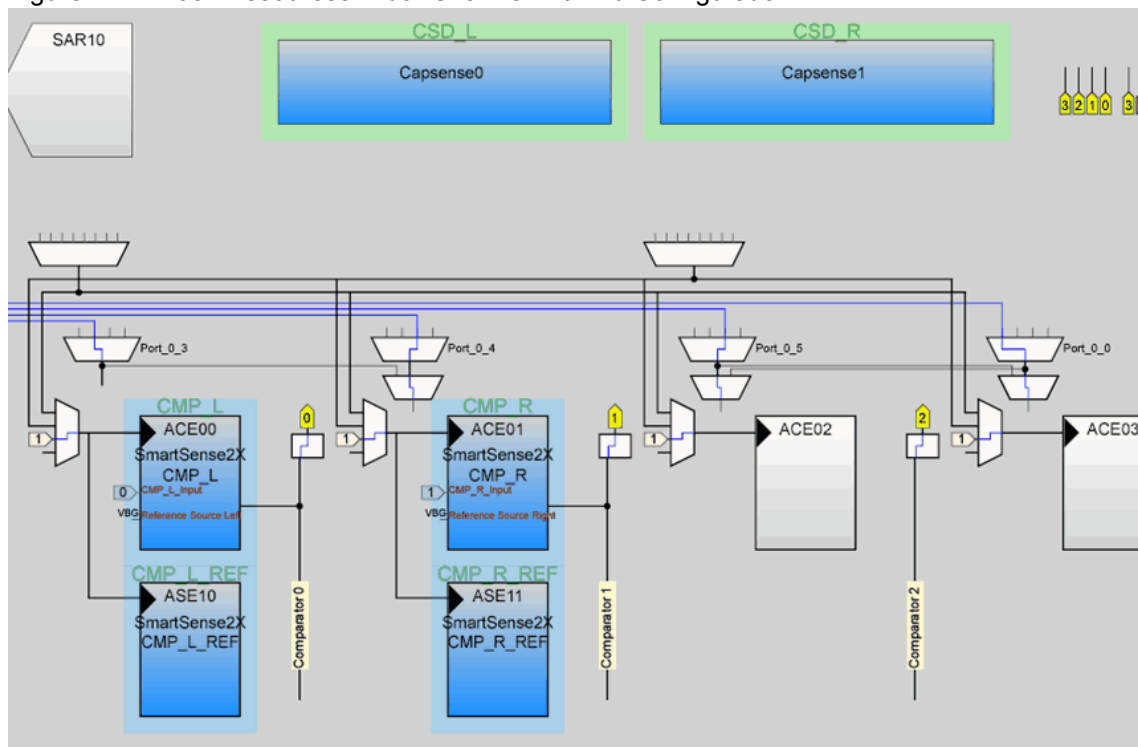 SAR10
CSD_L
CSD_R
Capsense0
Capsense1
3 2 1 0 3
Port_0_3
Port_0_4
Port_0_5
Port_0_0
CMP_L
0
CMP_R
1
2
1
ACE00
1
ACE01
1
ACE02
1
ACE03
SmartSense2X
SmartSense2X
CMP_L
CMP_R
0
CMP_L_Input
1
CMP_R_Input
VBG
Reference Source Left
VBG
Reference Source Right
CMP_L_REF
CMP_R_REF
ASE10
ASE11
SmartSense2X
SmartSense2X
CMP_L_REF
CMP_R_REF
Comparator 0
Comparator 1
Comparator 2